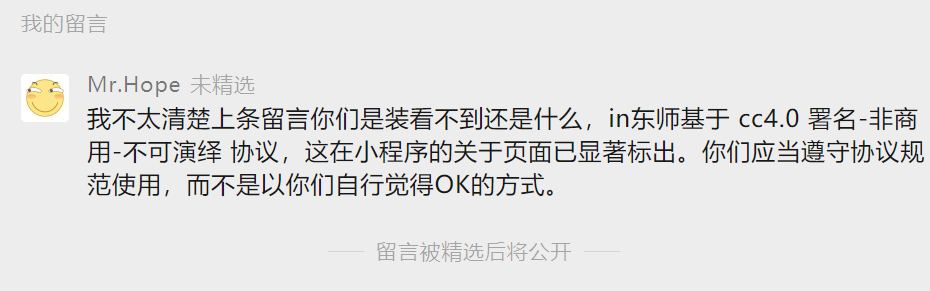 我的留言
Mr.Hope 未精选
我不太清楚上条留言你们是装看不到还是什么，in东师基于 cc4.0 署名-非商
用-不可演绎 协议，这在小程序的关于页面已显著标出。你们应当遵守协议规
范使用，而不是以你们自行觉得OK的方式。
留言被精选后将公开